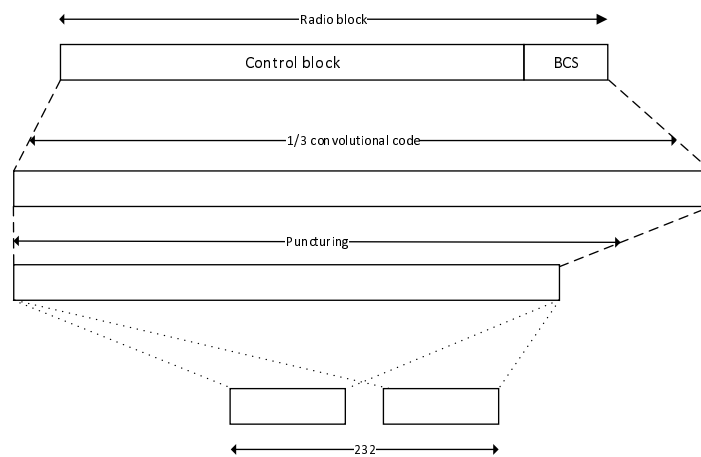 Radio block
Control block
BCS
1/3 convolutional code
Puncturing
232